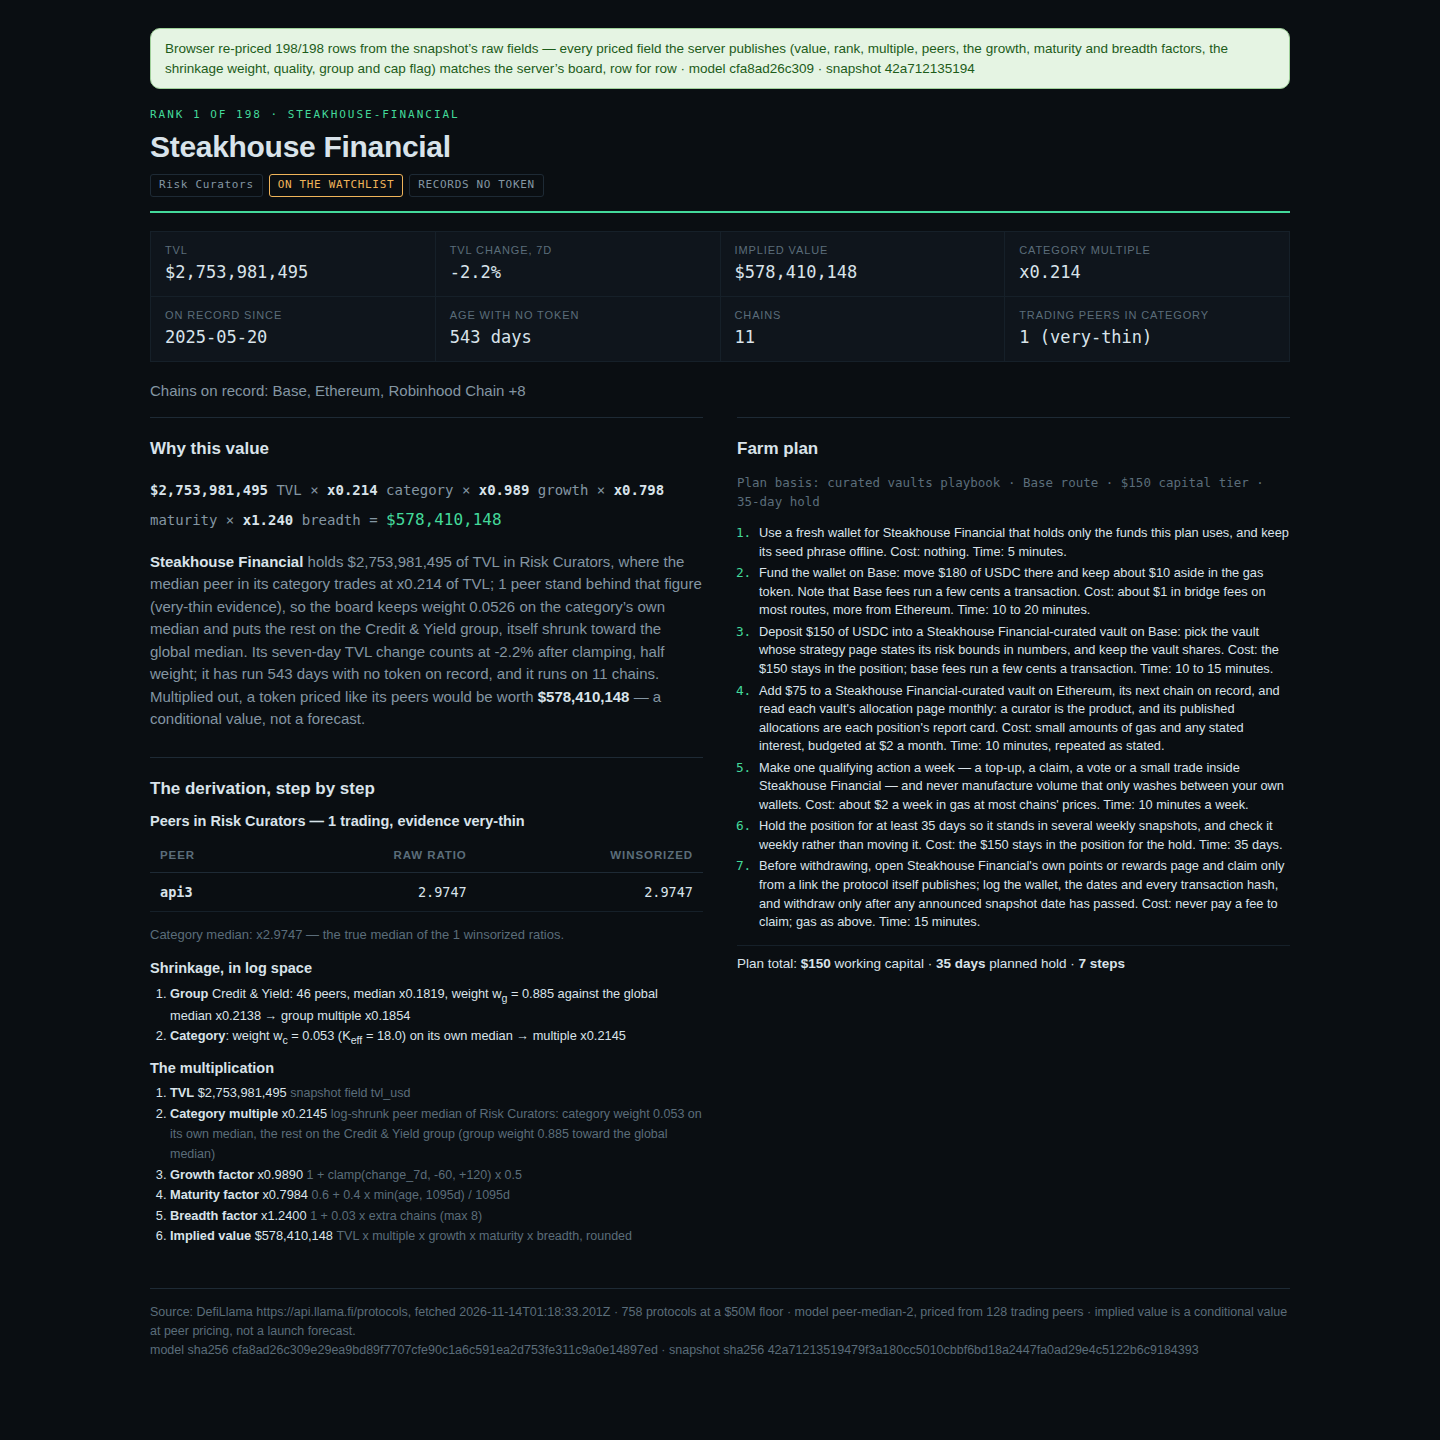 Browser re-priced 198/198 rows from the snapshot’s raw fields — every priced field the server publishes (value, rank, multiple, peers, the growth, maturity and breadth factors, the
shrinkage weight, quality, group and cap flag) matches the server’s board, row for row · model cfa8ad26c309 · snapshot 42a712135194
RANK 1 OF 198 · STEAKHOUSE-FINANCIAL
Steakhouse Financial
Risk Curators ON THE WATCHLIST RECORDS NO TOKEN
TVL TVL CHANGE, 7D IMPLIED VALUE CATEGORY MULTIPLE
$2,753,981,495 -2.2% $578,410,148 x0.214
ON RECORD SINCE AGE WITH NO TOKEN CHAINS TRADING PEERS IN CATEGORY
2025-05-20 543 days 11 1 (very-thin)
Chains on record: Base, Ethereum, Robinhood Chain +8
Why this value
$2,753,981,495 TVL × x0.214 category × x0.989 growth × x0.798
maturity × x1.240 breadth = $578,410,148
Steakhouse Financial holds $2,753,981,495 of TVL in Risk Curators, where the
median peer in its category trades at x0.214 of TVL; 1 peer stand behind that figure
(very-thin evidence), so the board keeps weight 0.0526 on the category’s own
median and puts the rest on the Credit & Yield group, itself shrunk toward the
global median. Its seven-day TVL change counts at -2.2% after clamping, half
weight; it has run 543 days with no token on record, and it runs on 11 chains.
Multiplied out, a token priced like its peers would be worth $578,410,148 — a
conditional value, not a forecast.
The derivation, step by step
Peers in Risk Curators — 1 trading, evidence very-thin
PEER RAW RATIO WINSORIZED
api3 2.9747 2.9747
Category median: x2.9747 — the true median of the 1 winsorized ratios.
Shrinkage, in log space
1. Group Credit & Yield: 46 peers, median x0.1819, weight wg = 0.885 against the global
median x0.2138 → group multiple x0.1854
2. Category: weight wc = 0.053 (Keff = 18.0) on its own median → multiple x0.2145
The multiplication
1. TVL $2,753,981,495 snapshot field tvl_usd
2. Category multiple x0.2145 log-shrunk peer median of Risk Curators: category weight 0.053 on
its own median, the rest on the Credit & Yield group (group weight 0.885 toward the global
median)
3. Growth factor x0.9890 1 + clamp(change_7d, -60, +120) x 0.5
4. Maturity factor x0.7984 0.6 + 0.4 x min(age, 1095d) / 1095d
5. Breadth factor x1.2400 1 + 0.03 x extra chains (max 8)
6. Implied value $578,410,148 TVL x multiple x growth x maturity x breadth, rounded
Farm plan
Plan basis: curated vaults playbook · Base route · $150 capital tier ·
35-day hold
1. Use a fresh wallet for Steakhouse Financial that holds only the funds this plan uses, and keep
its seed phrase offline. Cost: nothing. Time: 5 minutes.
2. Fund the wallet on Base: move $180 of USDC there and keep about $10 aside in the gas
token. Note that Base fees run a few cents a transaction. Cost: about $1 in bridge fees on
most routes, more from Ethereum. Time: 10 to 20 minutes.
3. Deposit $150 of USDC into a Steakhouse Financial-curated vault on Base: pick the vault
whose strategy page states its risk bounds in numbers, and keep the vault shares. Cost: the
$150 stays in the position; base fees run a few cents a transaction. Time: 10 to 15 minutes.
4. Add $75 to a Steakhouse Financial-curated vault on Ethereum, its next chain on record, and
read each vault's allocation page monthly: a curator is the product, and its published
allocations are each position's report card. Cost: small amounts of gas and any stated
interest, budgeted at $2 a month. Time: 10 minutes, repeated as stated.
5. Make one qualifying action a week — a top-up, a claim, a vote or a small trade inside
Steakhouse Financial — and never manufacture volume that only washes between your own
wallets. Cost: about $2 a week in gas at most chains' prices. Time: 10 minutes a week.
6. Hold the position for at least 35 days so it stands in several weekly snapshots, and check it
weekly rather than moving it. Cost: the $150 stays in the position for the hold. Time: 35 days.
7. Before withdrawing, open Steakhouse Financial's own points or rewards page and claim only
from a link the protocol itself publishes; log the wallet, the dates and every transaction hash,
and withdraw only after any announced snapshot date has passed. Cost: never pay a fee to
claim; gas as above. Time: 15 minutes.
Plan total: $150 working capital · 35 days planned hold · 7 steps
Source: DefiLlama https://api.llama.fi/protocols, fetched 2026-11-14T01:18:33.201Z · 758 protocols at a $50M floor · model peer-median-2, priced from 128 trading peers · implied value is a conditional value
at peer pricing, not a launch forecast.
model sha256 cfa8ad26c309e29ea9bd89f7707cfe90c1a6c591ea2d753fe311c9a0e14897ed · snapshot sha256 42a71213519479f3a180cc5010cbbf6bd18a2447fa0ad29e4c5122b6c9184393